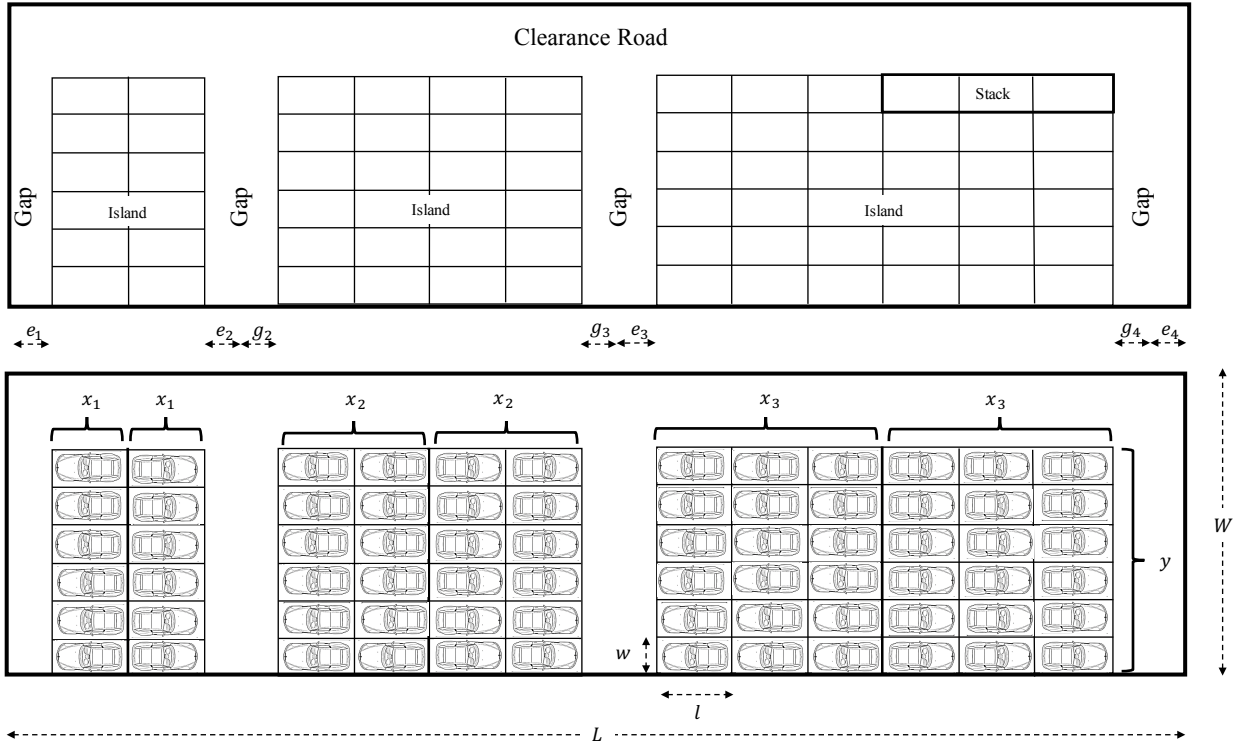 Clearance Road
Stack
Gap
Island
Gap
Island
Gap
Island
Gap
e₁
e₂
g₂
g₃
e₃
g₄
e₄
x₁
x₁
x₂
x₂
x₃
x₃
W
y
w
l
L